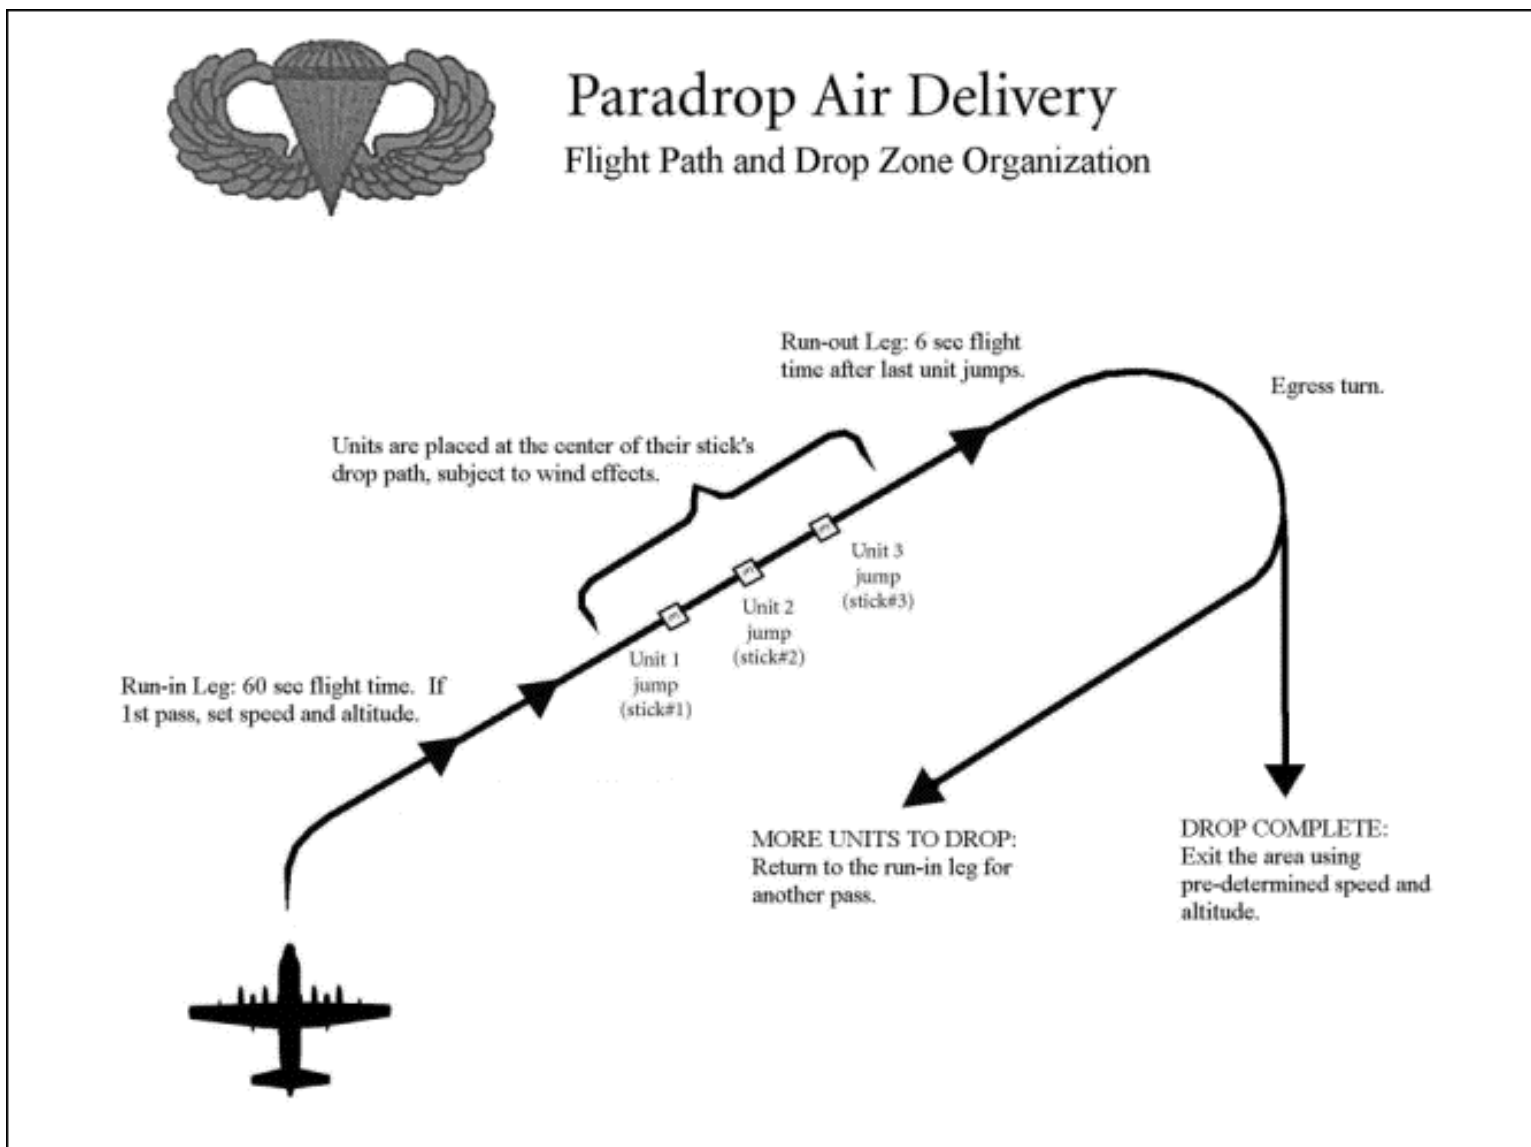 Paradrop Air Delivery
Flight Path and Drop Zone Organization
Run-out Leg: 6 sec flight
time after last unit jumps.
Egress turn.
Units are placed at the center of their stick's
drop path, subject to wind effects.
Unit 3
jump
(stick#3)
Unit 2
jump
(stick#2)
Unit 1
jump
(stick#1)
Run-in Leg: 60 sec flight time.  If
1st pass, set speed and altitude.
MORE UNITS TO DROP:
Return to the run-in leg for
another pass.
DROP COMPLETE:
Exit the area using
pre-determined speed and
altitude.